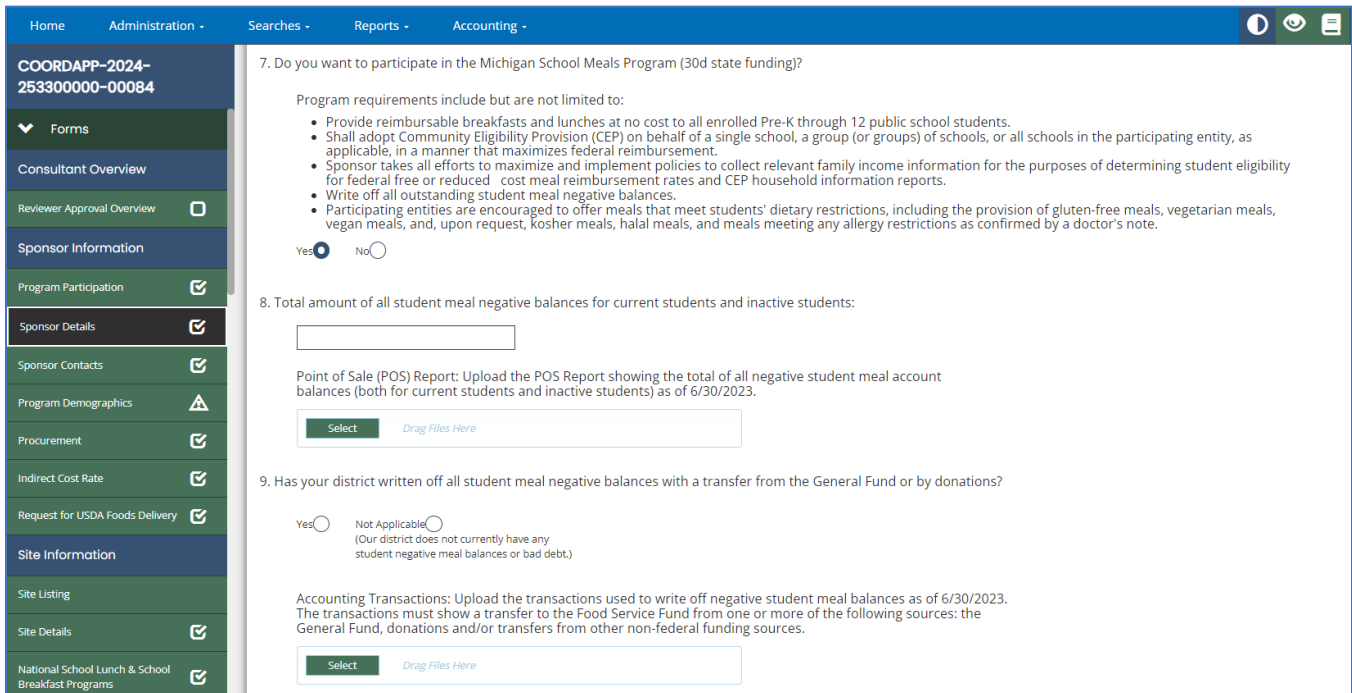 Home
Administration -
Searches -
Reports -
Accounting -
COORDAPP-2024-
253300000-00084
Forms
Consultant Overview
Reviewer Approval Overview
Sponsor Information
Program Participation
Sponsor Details
Sponsor Contacts
Program Demographics
Procurement
Indirect Cost Rate
Request for USDA Foods Delivery
Site Information
Site Listing
Site Details
National School Lunch & School
Breakfast Programs
7. Do you want to participate in the Michigan School Meals Program (30d state funding)?
Program requirements include but are not limited to:
• Provide reimbursable breakfasts and lunches at no cost to all enrolled Pre-K through 12 public school students.
• Shall adopt Community Eligibility Provision (CEP) on behalf of a single school, a group (or groups) of schools, or all schools in the participating entity, as
applicable, in a manner that maximizes federal reimbursement.
• Sponsor takes all efforts to maximize and implement policies to collect relevant family income information for the purposes of determining student eligibility
for federal free or reduced cost meal reimbursement rates and CEP household information reports.
• Write off all outstanding student meal negative balances.
• Participating entities are encouraged to offer meals that meet students' dietary restrictions, including the provision of gluten-free meals, vegetarian meals,
vegan meals, and, upon request, kosher meals, halal meals, and meals meeting any allergy restrictions as confirmed by a doctor's note.
Yes No
8. Total amount of all student meal negative balances for current students and inactive students:
Point of Sale (POS) Report: Upload the POS Report showing the total of all negative student meal account
balances (both for current students and inactive students) as of 6/30/2023.
Select Drag Files Here
9. Has your district written off all student meal negative balances with a transfer from the General Fund or by donations?
Yes Not Applicable
(Our district does not currently have any
student negative meal balances or bad debt.)
Accounting Transactions: Upload the transactions used to write off negative student meal balances as of 6/30/2023.
The transactions must show a transfer to the Food Service Fund from one or more of the following sources: the
General Fund, donations and/or transfers from other non-federal funding sources.
Select Drag Files Here